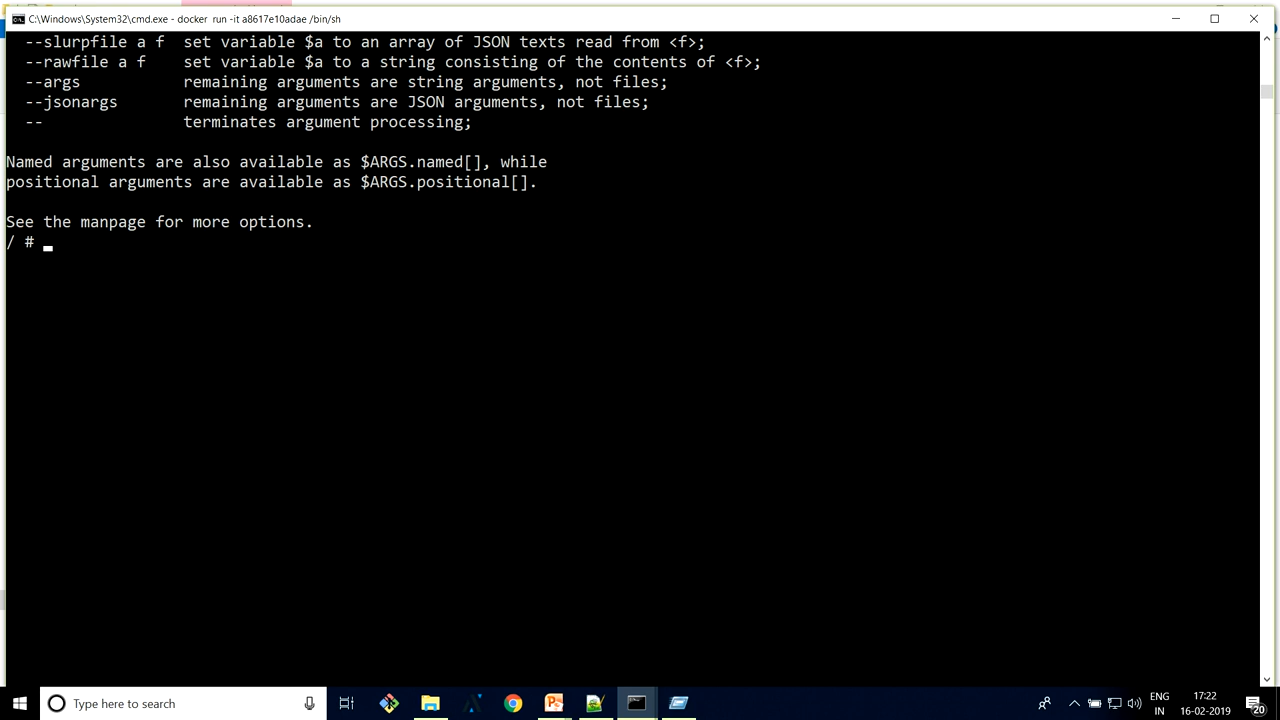 C:\Windows\System32\cmd.exe - docker  run -it a8617e10adae /bin/sh
--slurpfile a f  set variable $a to an array of JSON texts read from <f>;
--rawfile a f    set variable $a to a string consisting of the contents of <f>;
--args           remaining arguments are string arguments, not files;
--jsonargs       remaining arguments are JSON arguments, not files;
--               terminates argument processing;
Named arguments are also available as $ARGS.named[], while
positional arguments are available as $ARGS.positional[].
See the manpage for more options.
/ #
Type here to search
ENG
IN
17:22
16-02-2019
20